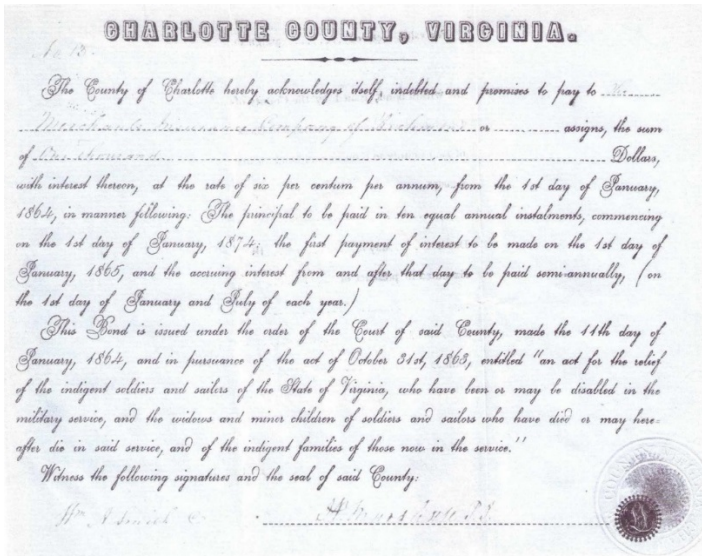 CHARLOTTE COUNTY, VIRGINIA.
No 13.
The County of Charlotte hereby acknowledges itself indebted and promises to pay to the
Merchants Insurance Company of Richmond or assigns, the sum
of One Thousand Dollars,
with interest thereon, at the rate of six per centum per annum, from the 1st day of January,
1864, in manner following: The principal to be paid in ten equal annual instalments, commencing
on the 1st day of January, 1874; the first payment of interest to be made on the 1st day of
January, 1865, and the accruing interest from and after that day to be paid semi-annually, (on
the 1st day of January and July of each year.)
This Bond is issued under the order of the Court of said County, made the 11th day of
January, 1864, and in pursuance of the act of October 31st, 1863, entitled "an act for the relief
of the indigent soldiers and sailors of the State of Virginia, who have been or may be disabled in the
military service, and the widows and minor children of soldiers and sailors who have died or may here=
after die in said service, and of the indigent families of those now in the service."
Witness the following signatures and the seal of said County:
Wm A Smith